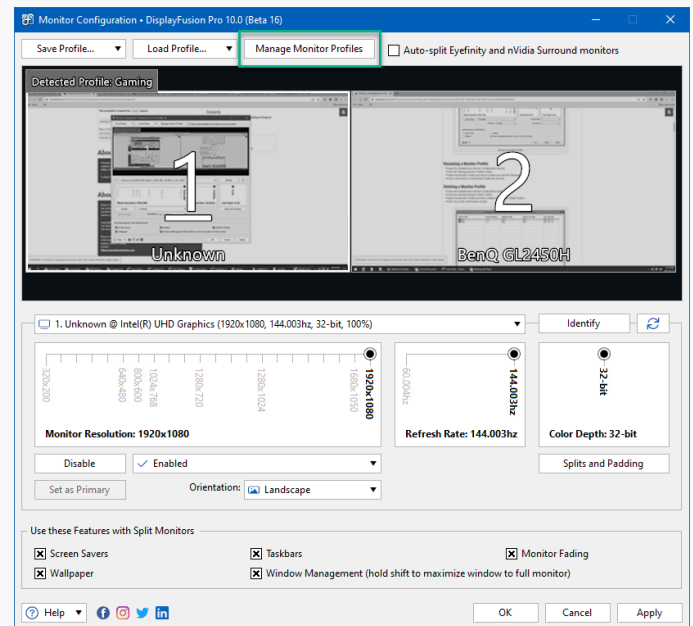 Monitor Configuration • DisplayFusion Pro 10.0 (Beta 16)
Save Profile... Load Profile... Manage Monitor Profiles Auto-split Eyefinity and nVidia Surround monitors
Detected Profile: Gaming
1 2
Unknown BenQ GL2450H
1. Unknown @ Intel(R) UHD Graphics (1920x1080, 144.003hz, 32-bit, 100%) Identify
320x200 640x480 800x600 1024x768 1280x720 1280x1024 1680x1050 1920x1080 60.004hz 144.003hz 32-bit
Monitor Resolution: 1920x1080 Refresh Rate: 144.003hz Color Depth: 32-bit
Disable Enabled Splits and Padding
Set as Primary Orientation: Landscape
Use these Features with Split Monitors
Screen Savers Taskbars Monitor Fading
Wallpaper Window Management (hold shift to maximize window to full monitor)
Help OK Cancel Apply